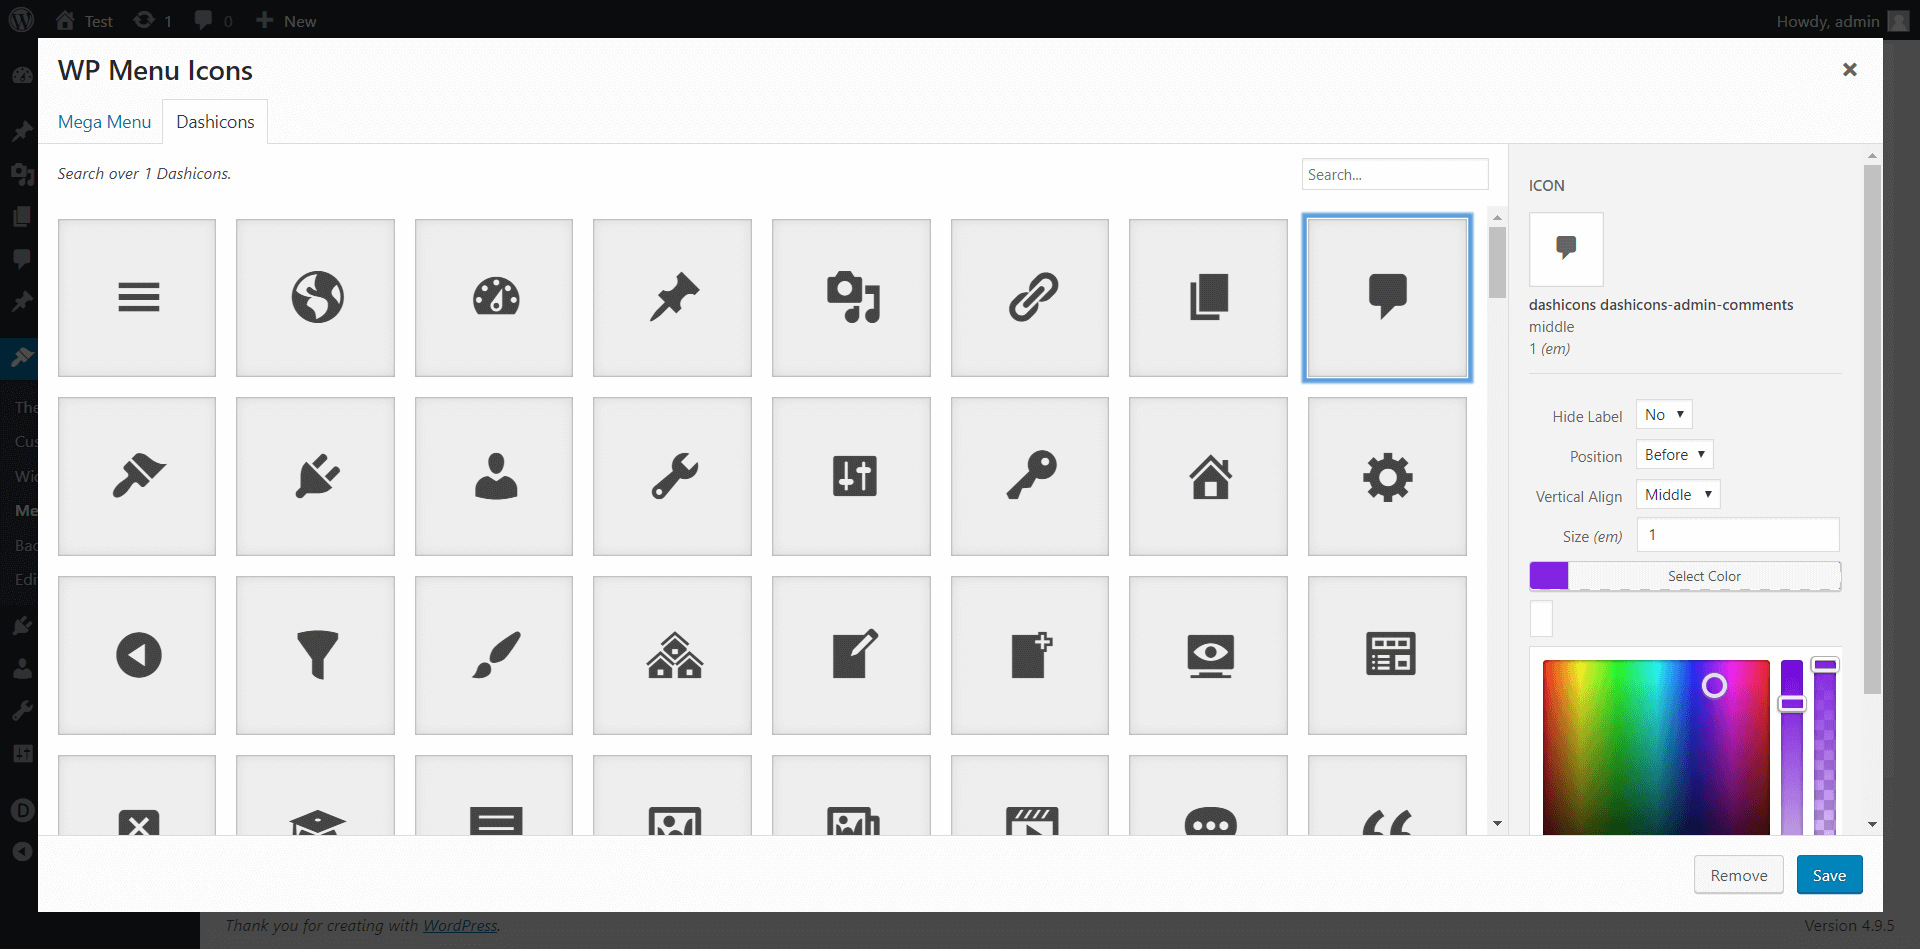 Test 1 0 New Howdy, admin
WP Menu Icons
Mega Menu Dashicons
Search over 1 Dashicons. Search...
ICON
dashicons dashicons-admin-comments
middle
1 (em)
Hide Label No
Position Before
Vertical Align Middle
Size (em) 1
Select Color
The
Cus
Wid
Me
Bac
Edi
D
Remove Save
Thank you for creating with WordPress. Version 4.9.5